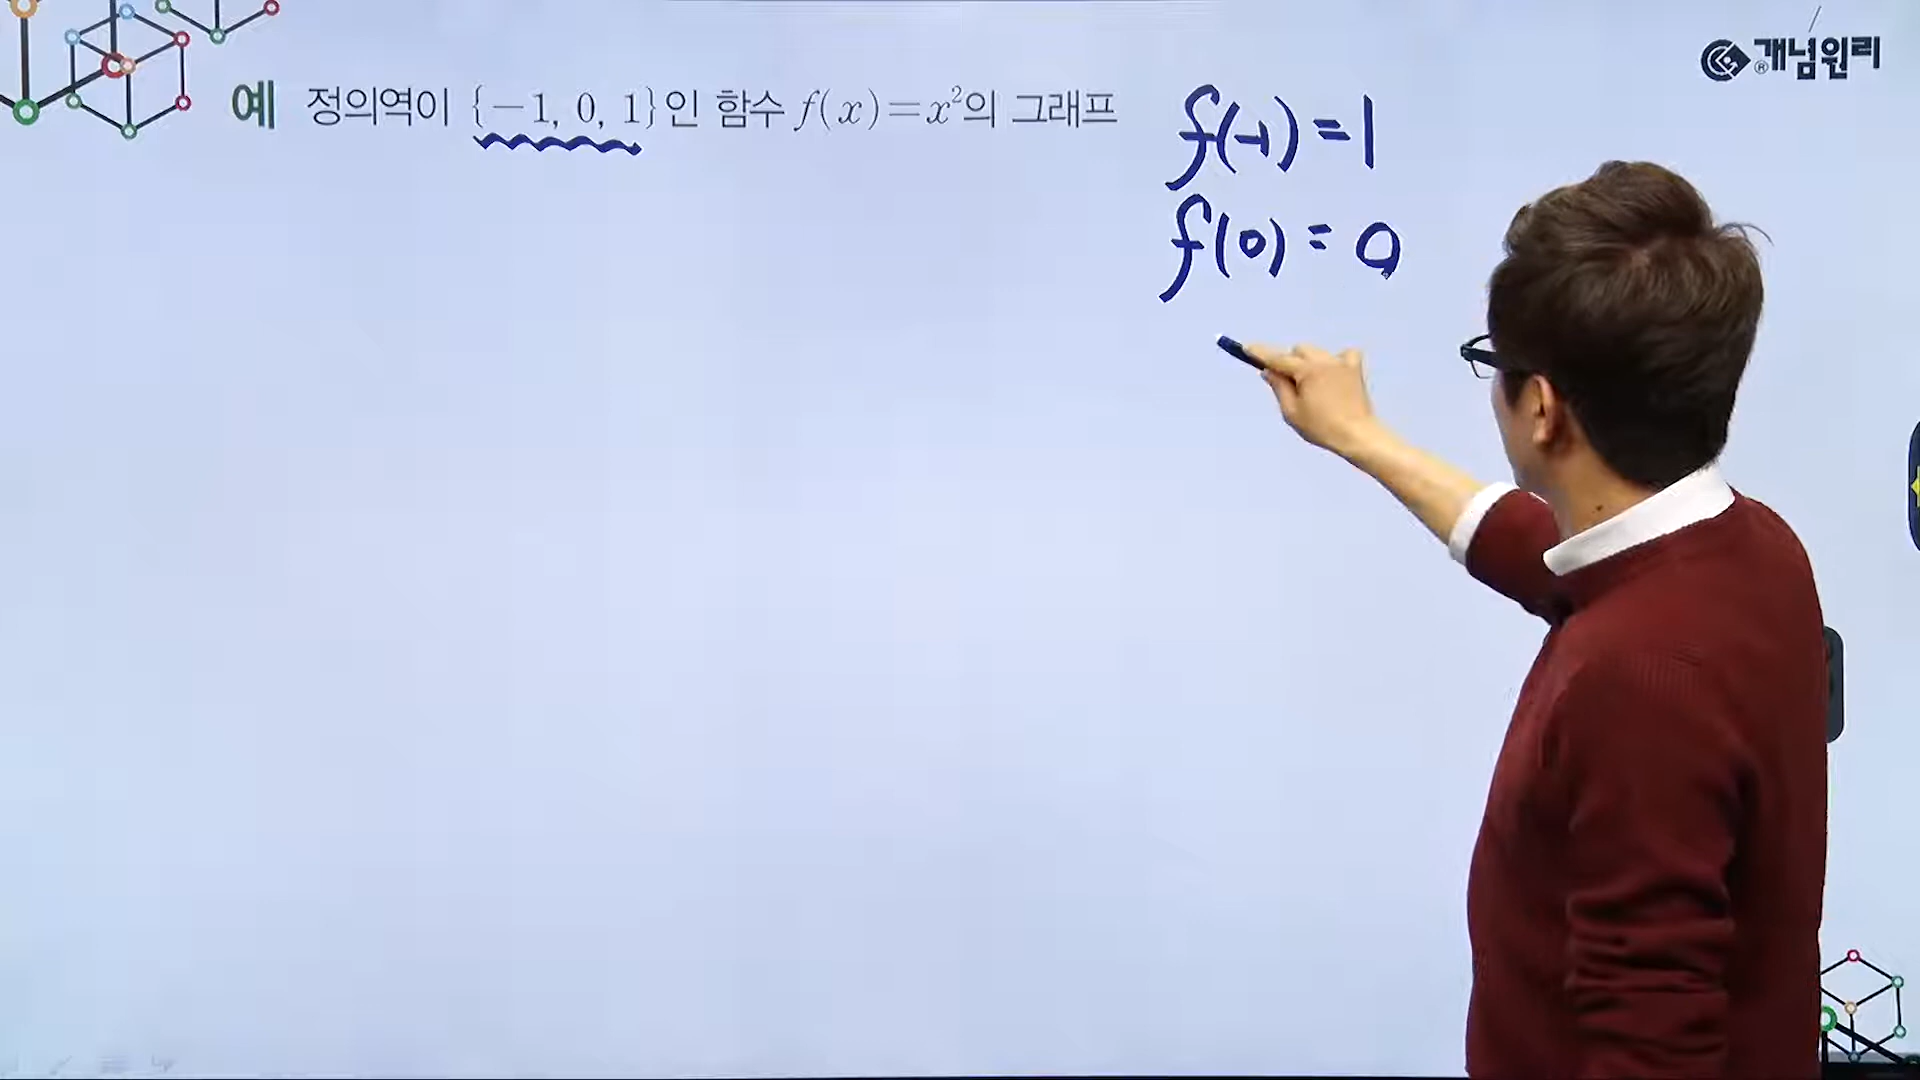 예 정의역이 {-1, 0, 1}인 함수 f(x)=x²의 그래프
개념원리®
f(-1)=1
f(0)=0